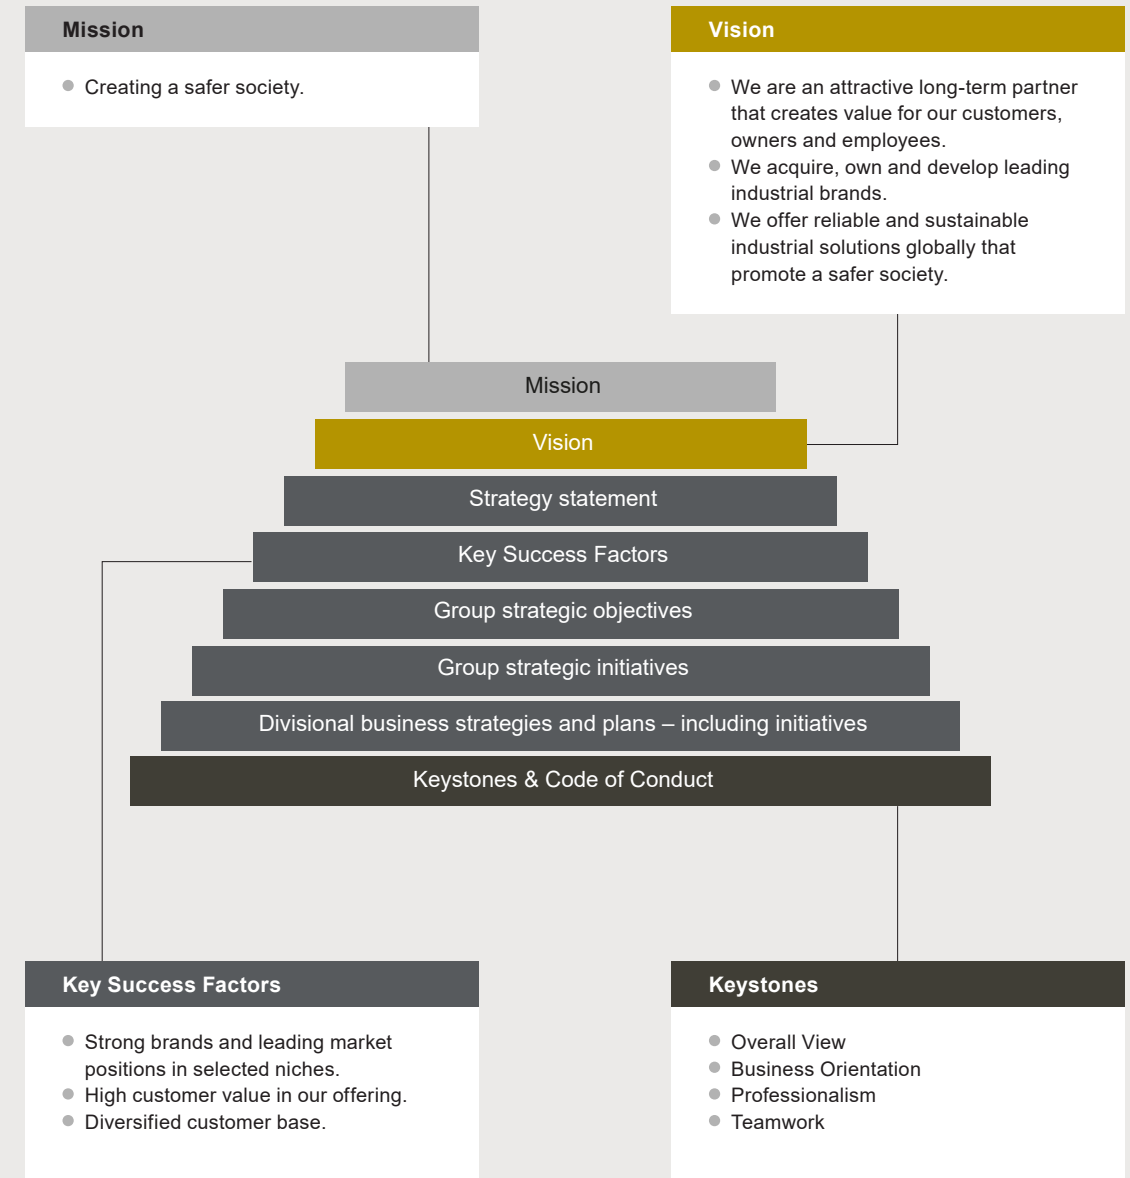 Mission
Creating a safer society.
Vision
We are an attractive long-term partner
that creates value for our customers,
owners and employees.
We acquire, own and develop leading
industrial brands.
We offer reliable and sustainable
industrial solutions globally that
promote a safer society.
Mission
Vision
Strategy statement
Key Success Factors
Group strategic objectives
Group strategic initiatives
Divisional business strategies and plans – including initiatives
Keystones & Code of Conduct
Key Success Factors
Strong brands and leading market
positions in selected niches.
High customer value in our offering.
Diversified customer base.
Keystones
Overall View
Business Orientation
Professionalism
Teamwork